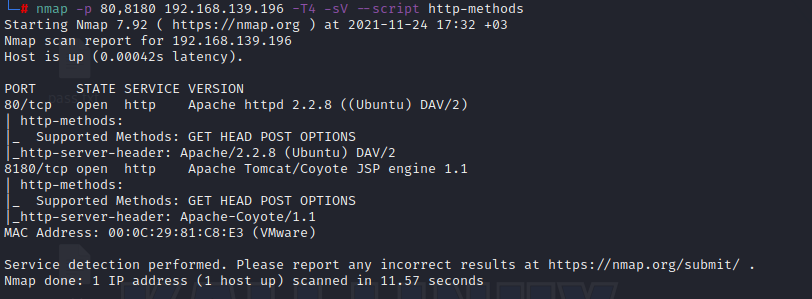 └─# nmap -p 80,8180 192.168.139.196 -T4 -sV --script http-methods
Starting Nmap 7.92 ( https://nmap.org ) at 2021-11-24 17:32 +03
Nmap scan report for 192.168.139.196
Host is up (0.00042s latency).

PORT     STATE SERVICE VERSION
80/tcp   open  http    Apache httpd 2.2.8 ((Ubuntu) DAV/2)
| http-methods:
|_  Supported Methods: GET HEAD POST OPTIONS
|_http-server-header: Apache/2.2.8 (Ubuntu) DAV/2
8180/tcp open  http    Apache Tomcat/Coyote JSP engine 1.1
| http-methods:
|_  Supported Methods: GET HEAD POST OPTIONS
|_http-server-header: Apache-Coyote/1.1
MAC Address: 00:0C:29:81:C8:E3 (VMware)

Service detection performed. Please report any incorrect results at https://nmap.org/submit/ .
Nmap done: 1 IP address (1 host up) scanned in 11.57 seconds